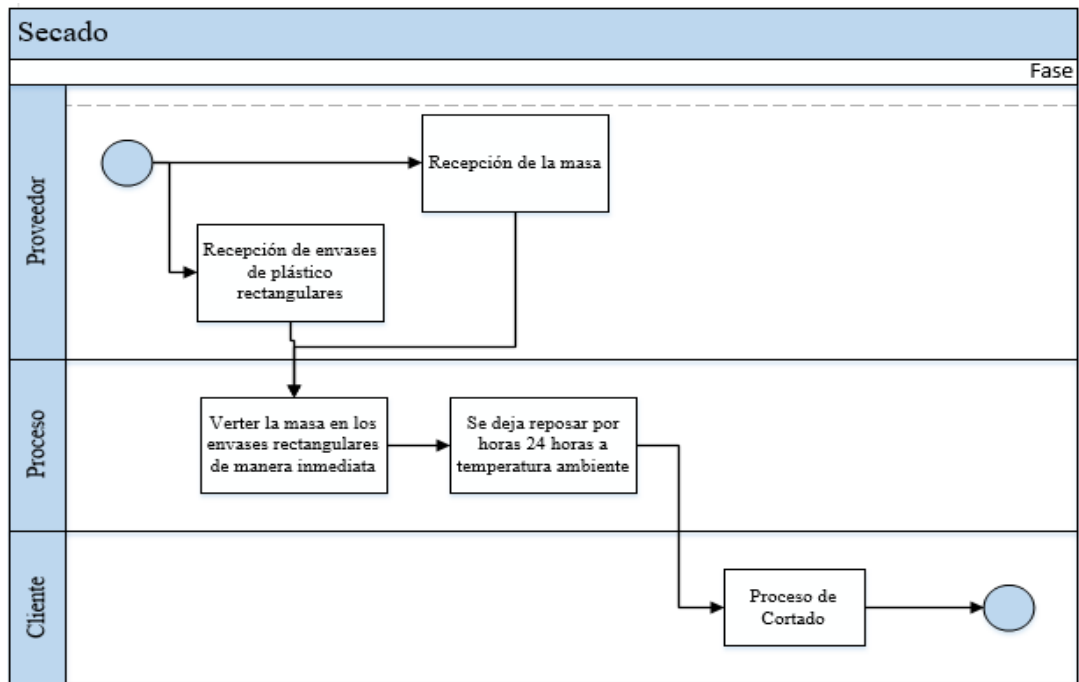 Secado
Fase
Proveedor
Recepción de la masa
Recepción de envases
de plástico
rectangulares
Proceso
Verter la masa en los
envases rectangulares
de manera inmediata
Se deja reposar por
horas 24 horas a
temperatura ambiente
Cliente
Proceso de
Cortado